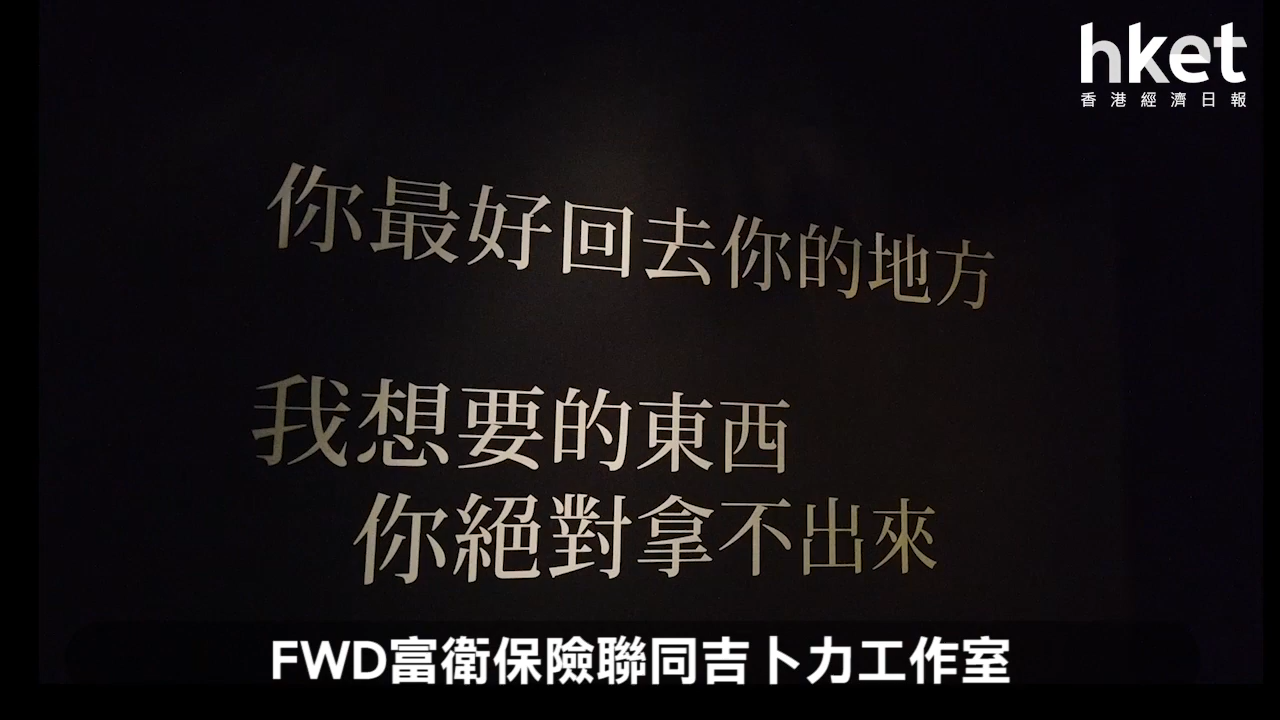 hket
香港經濟日報
你最好回去你的地方
我想要的東西
你絕對拿不出來
FWD富衛保險聯同吉卜力工作室